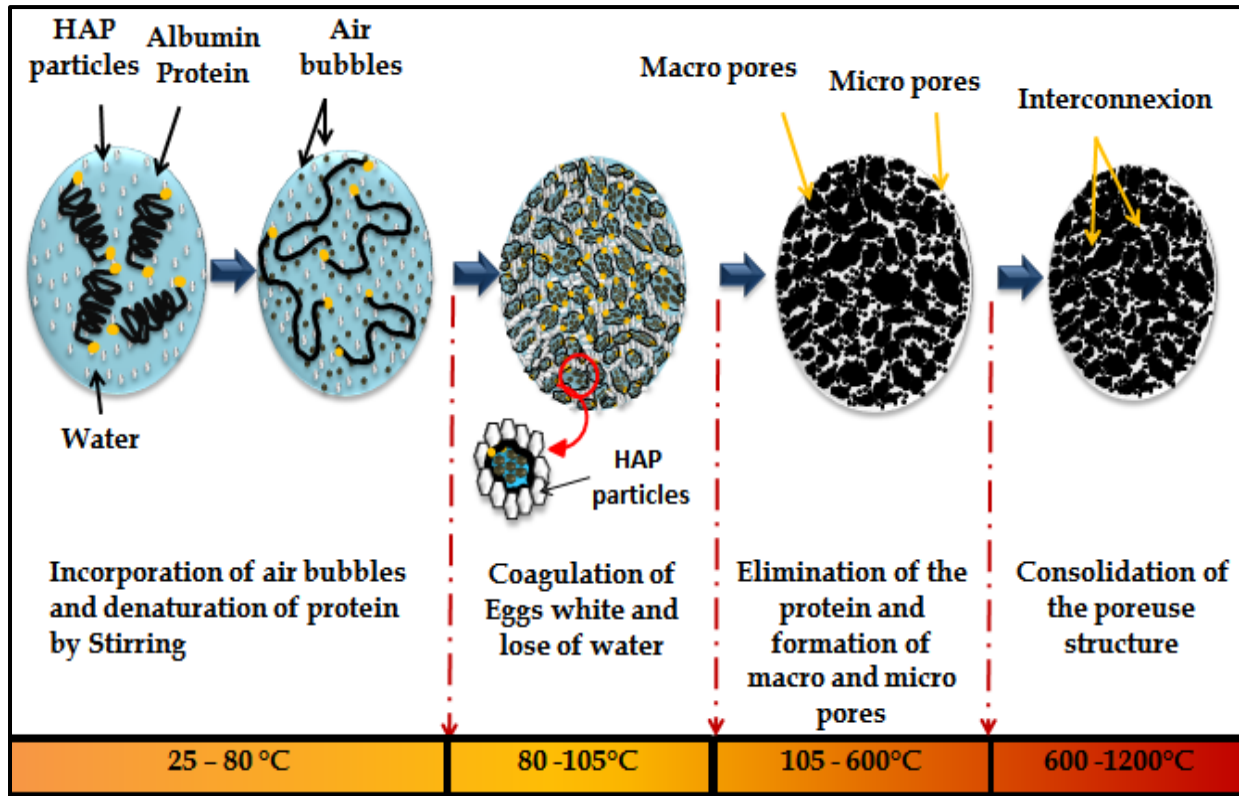 HAP
particles
Albumin
Protein
Air
bubbles
Macro pores
Micro pores
Interconnexion
Water
HAP
particles
Incorporation of air bubbles
and denaturation of protein
by Stirring
Coagulation of
Eggs white and
lose of water
Elimination of the
protein and
formation of
macro and micro
pores
Consolidation of
the poreuse
structure
25 – 80 °C
80 -105°C
105 - 600°C
600 -1200°C